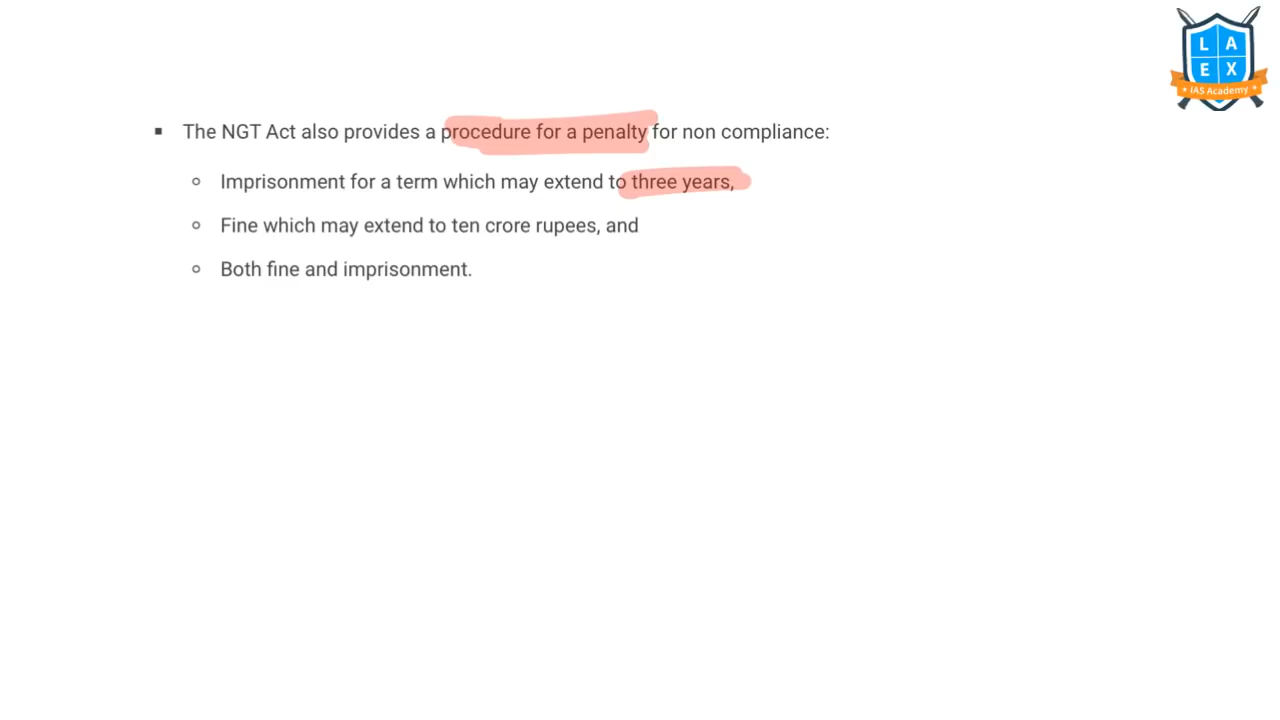 L A
E X
IAS Academy
▪ The NGT Act also provides a procedure for a penalty for non compliance:
○ Imprisonment for a term which may extend to three years,
○ Fine which may extend to ten crore rupees, and
○ Both fine and imprisonment.